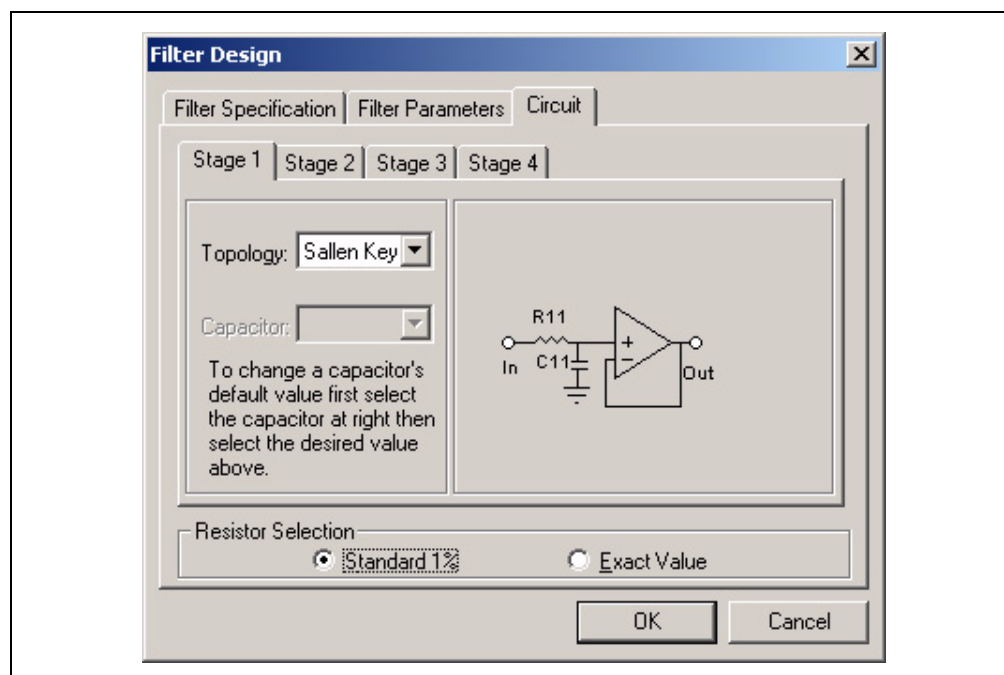 Filter Design
Filter Specification
Filter Parameters
Circuit
Stage 1
Stage 2
Stage 3
Stage 4
Topology:
Sallen Key
Capacitor:
To change a capacitor's
default value first select
the capacitor at right then
select the desired value
above.
R11
In
C11
+
−
Out
Resistor Selection
Standard 1%
Exact Value
OK
Cancel